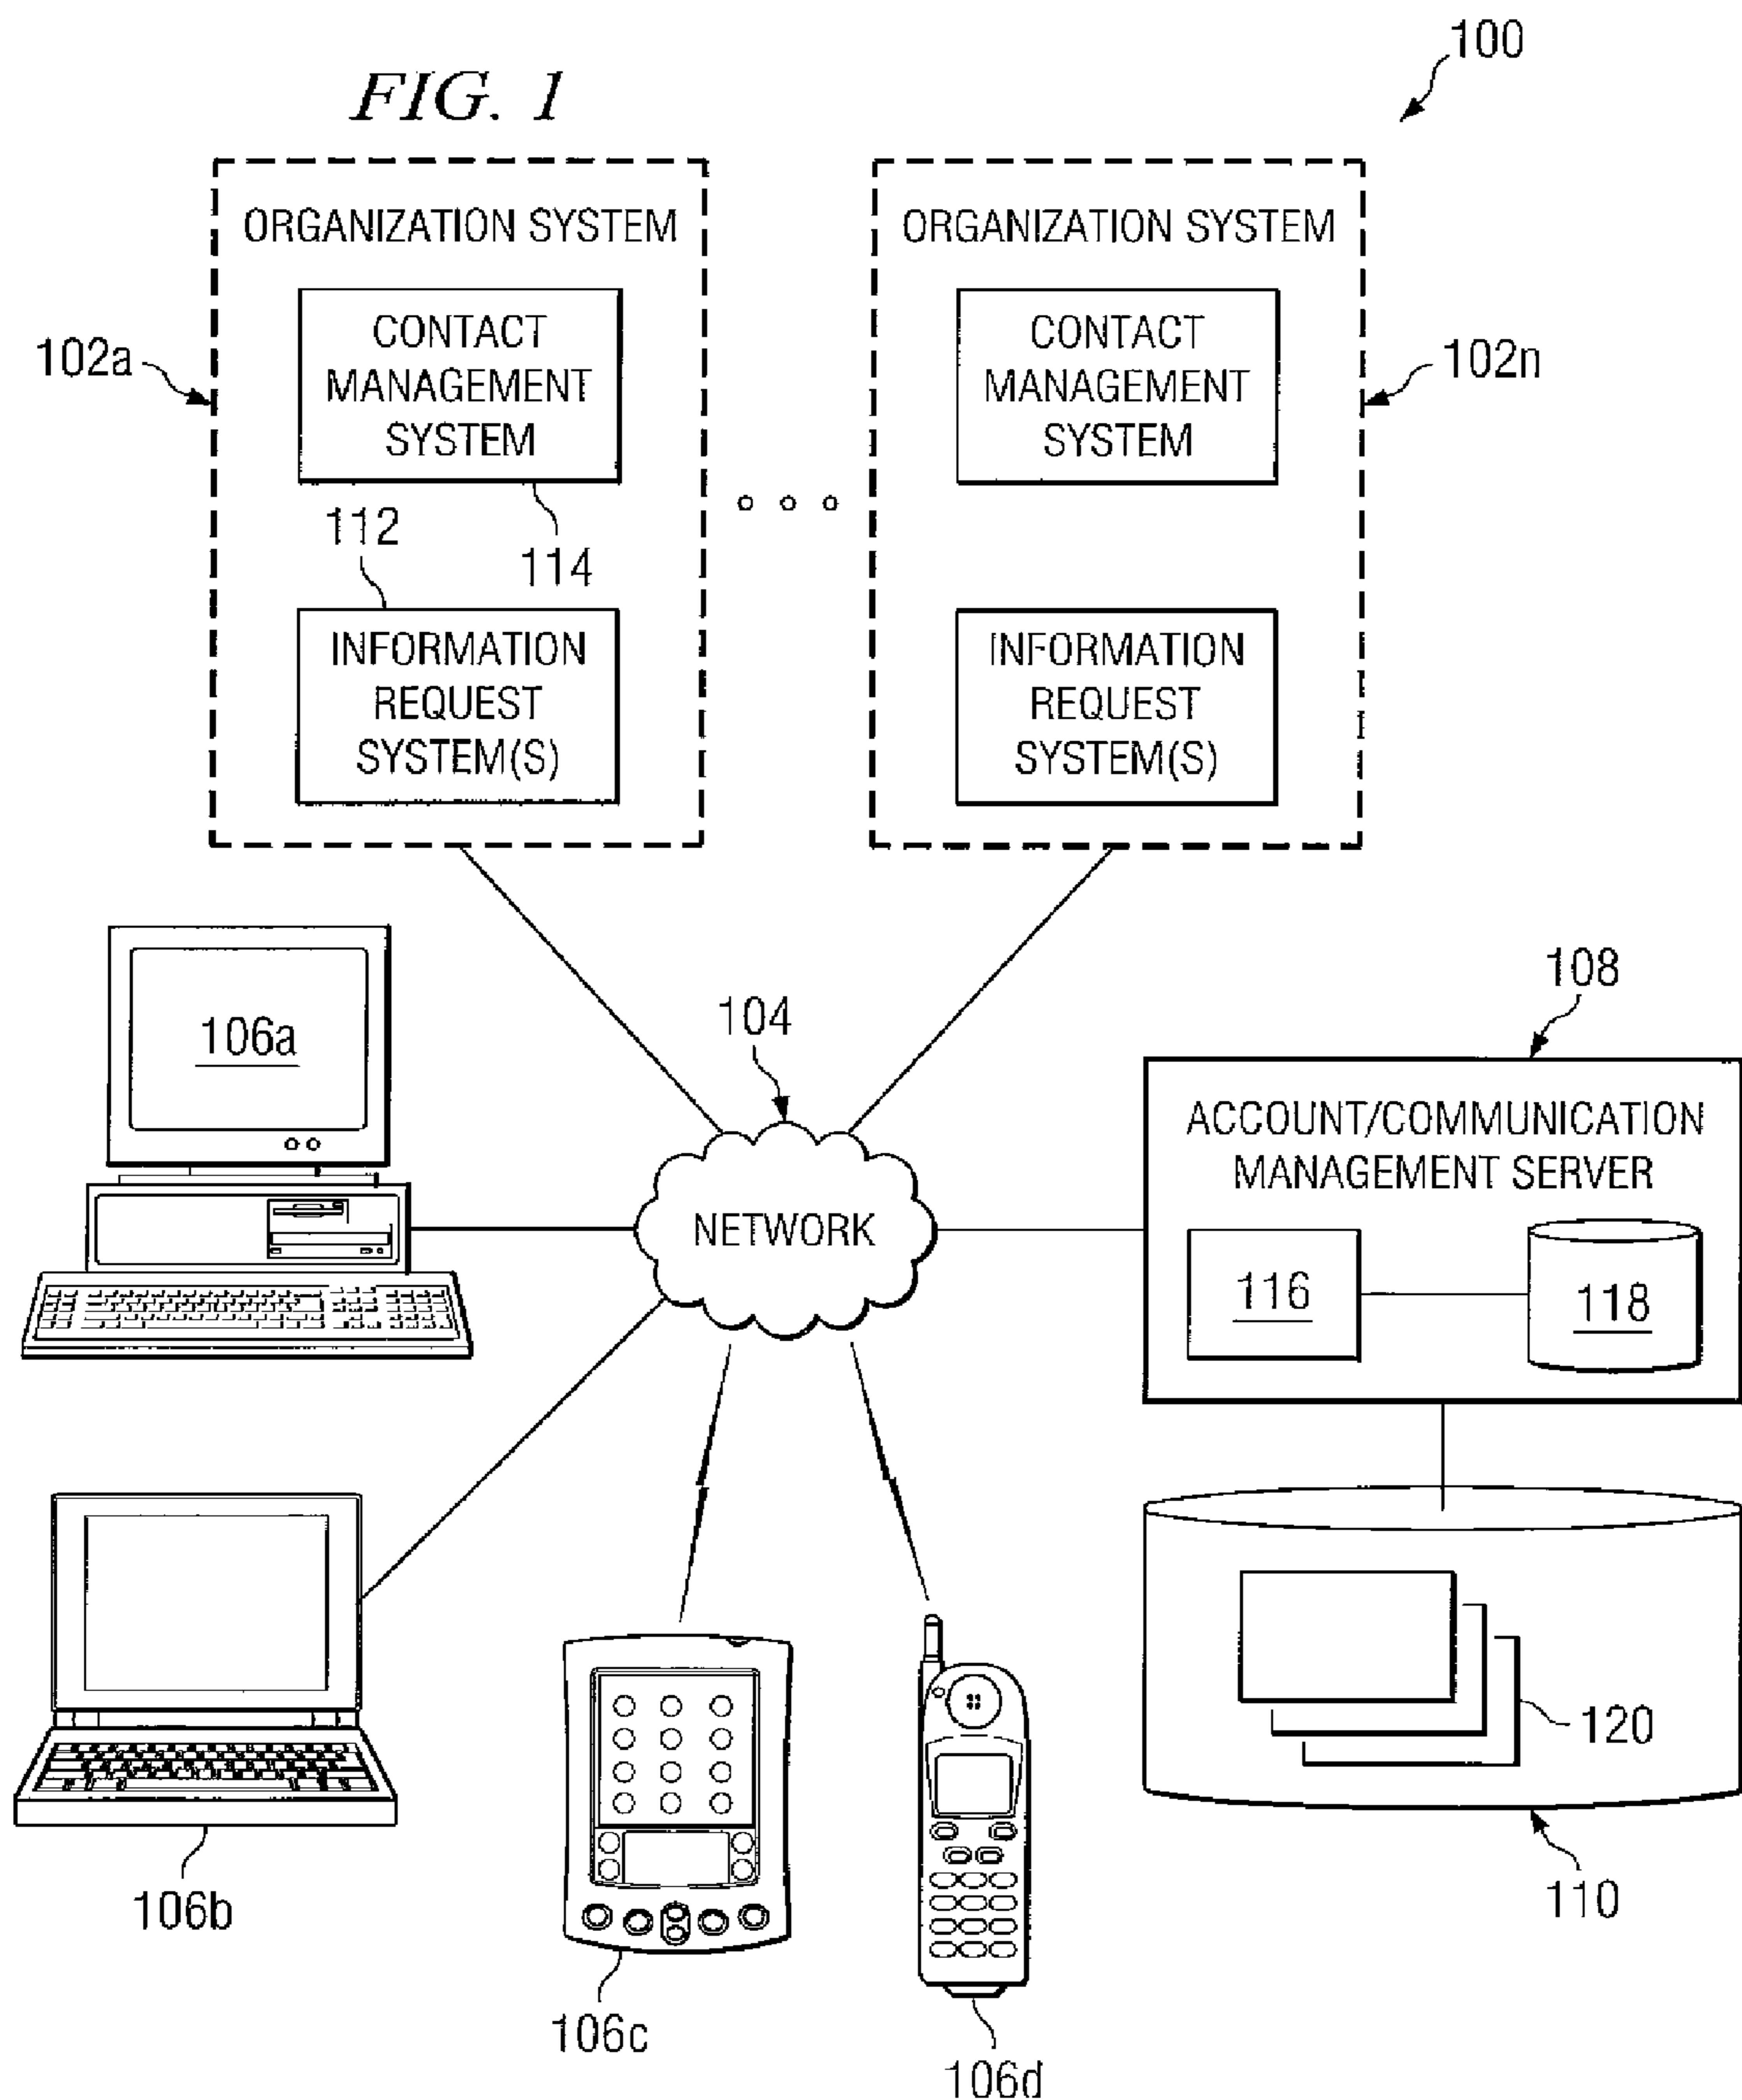 FIG. 1
100
ORGANIZATION SYSTEM
CONTACT
MANAGEMENT
SYSTEM
102a
112
114
INFORMATION
REQUEST
SYSTEM(S)
ORGANIZATION SYSTEM
CONTACT
MANAGEMENT
SYSTEM
102n
INFORMATION
REQUEST
SYSTEM(S)
106a
104
NETWORK
108
ACCOUNT/COMMUNICATION
MANAGEMENT SERVER
116
118
120
110
106b
106c
106d